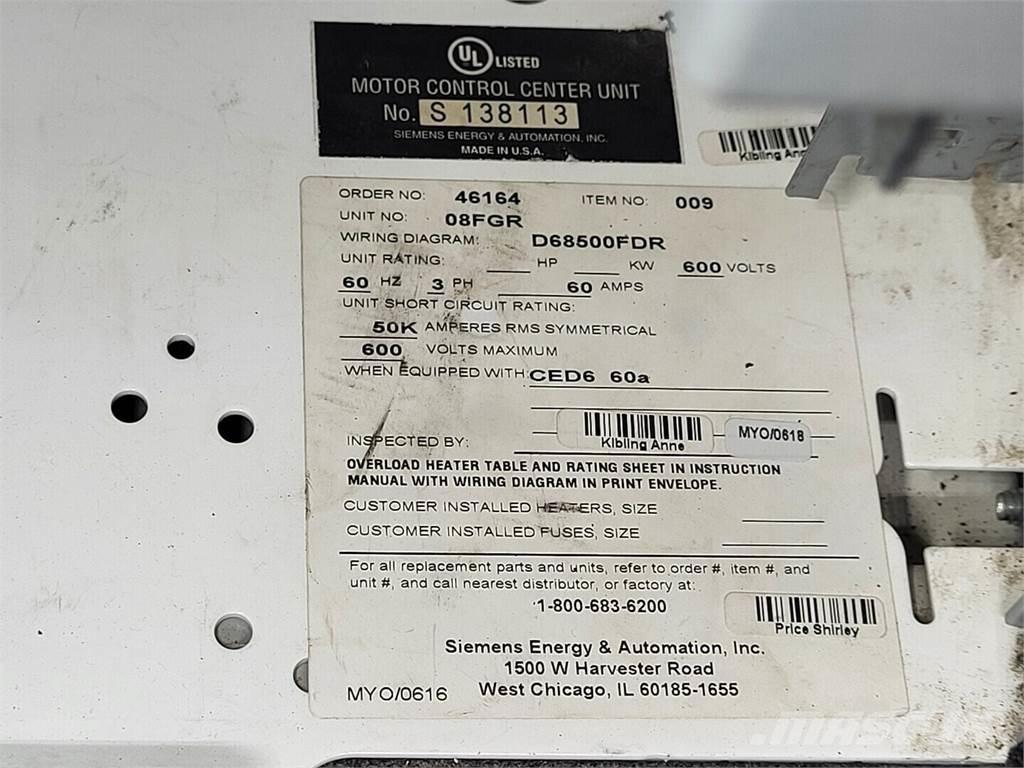 UL LISTED
MOTOR CONTROL CENTER UNIT
No. S 138113
SIEMENS ENERGY & AUTOMATION, INC.
MADE IN U.S.A.
Kibling Anne
ORDER NO: 46164 ITEM NO: 009
UNIT NO: 08FGR
WIRING DIAGRAM: D68500FDR
UNIT RATING: ____ HP ____ KW 600 VOLTS
60 HZ 3 PH 60 AMPS
UNIT SHORT CIRCUIT RATING:
50K AMPERES RMS SYMMETRICAL
600 VOLTS MAXIMUM
WHEN EQUIPPED WITH: CED6 60a
INSPECTED BY: Kibling Anne MYO/0618
OVERLOAD HEATER TABLE AND RATING SHEET IN INSTRUCTION
MANUAL WITH WIRING DIAGRAM IN PRINT ENVELOPE.
CUSTOMER INSTALLED HEATERS, SIZE
CUSTOMER INSTALLED FUSES, SIZE
For all replacement parts and units, refer to order #, item #, and
unit #, and call nearest distributor, or factory at:
1-800-683-6200
Price Shirley
Siemens Energy & Automation, Inc.
1500 W Harvester Road
MYO/0616 West Chicago, IL 60185-1655
MASCUS